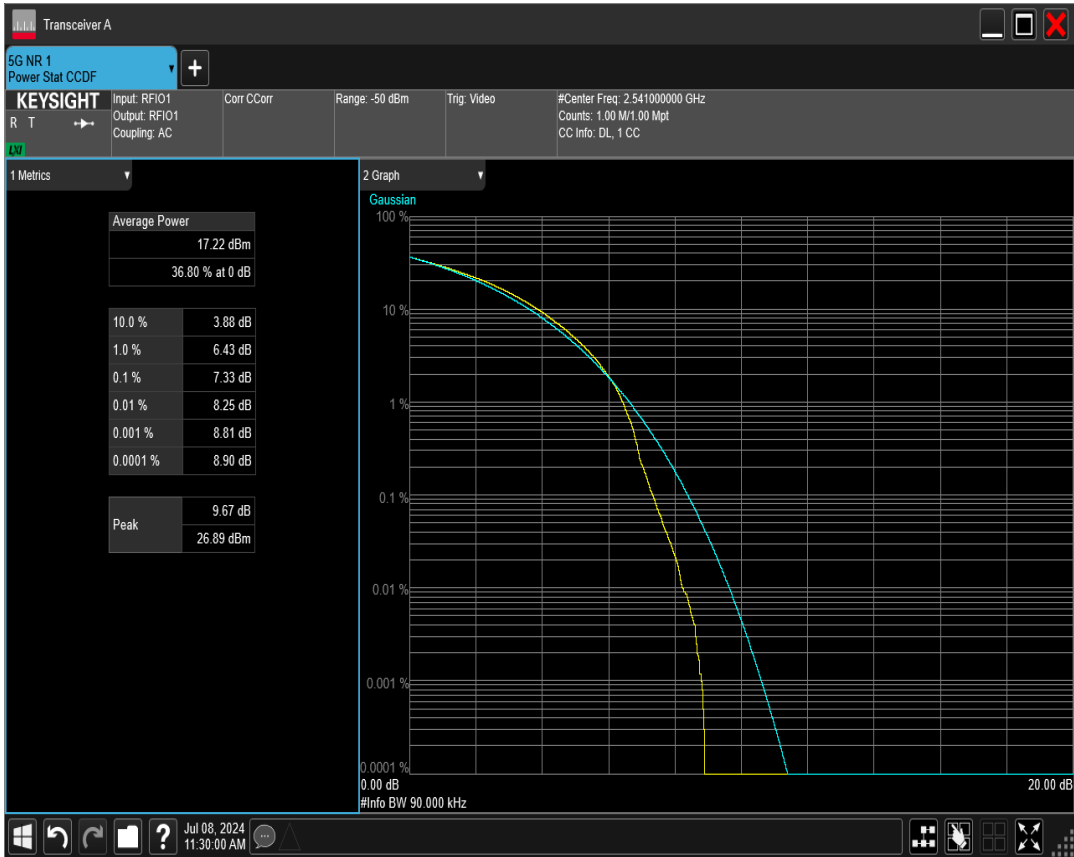 Transceiver A
5G NR 1
Power Stat CCDF
KEYSIGHT
R T
LXI
Input: RFIO1
Output: RFIO1
Coupling: AC
Corr CCorr
Range: -50 dBm
Trig: Video
#Center Freq: 2.541000000 GHz
Counts: 1.00 M/1.00 Mpt
CC Info: DL, 1 CC
1 Metrics
Average Power
17.22 dBm
36.80 % at 0 dB
10.0 % 3.88 dB
1.0 % 6.43 dB
0.1 % 7.33 dB
0.01 % 8.25 dB
0.001 % 8.81 dB
0.0001 % 8.90 dB
Peak 9.67 dB
26.89 dBm
2 Graph
Gaussian
100 %
10 %
1 %
0.1 %
0.01 %
0.001 %
0.0001 %
0.00 dB 20.00 dB
#Info BW 90.000 kHz
Jul 08, 2024
11:30:00 AM